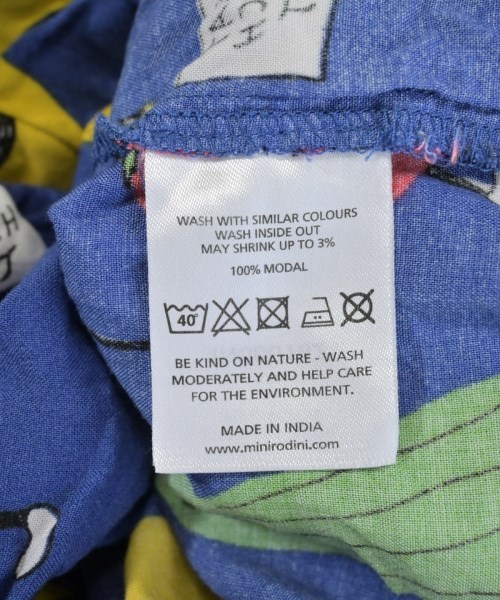 WASH WITH SIMILAR COLOURS
WASH INSIDE OUT
MAY SHRINK UP TO 3%
100% MODAL
40°
BE KIND ON NATURE - WASH
MODERATELY AND HELP CARE
FOR THE ENVIRONMENT.
MADE IN INDIA
www.minirodini.com